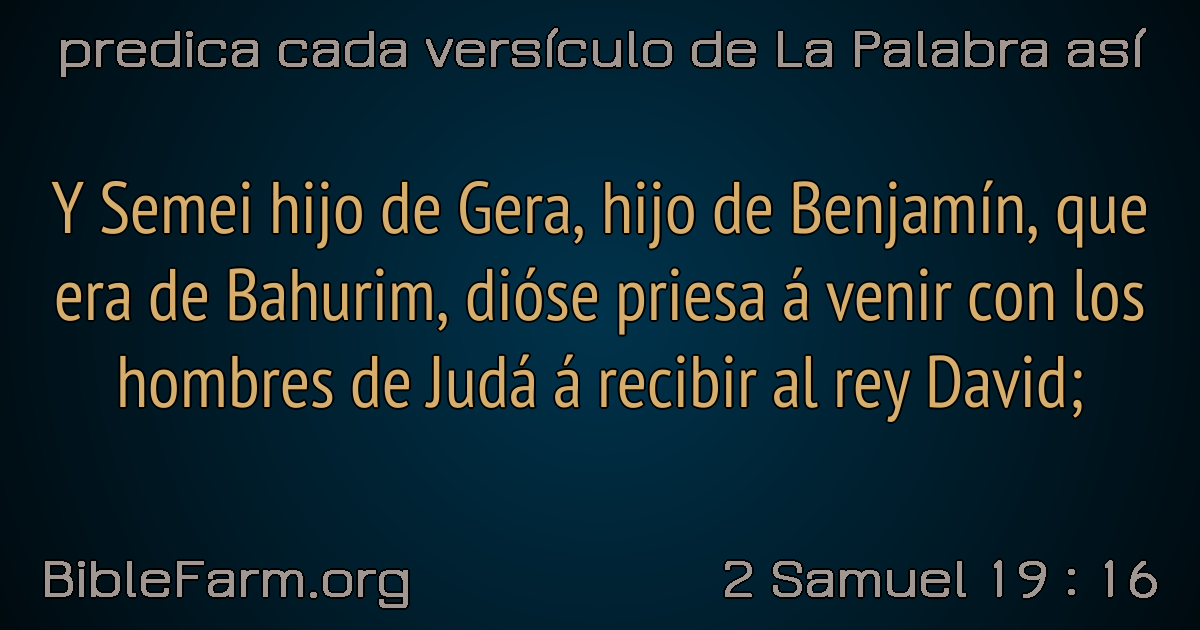 predica cada versículo de La Palabra así
Y Semei hijo de Gera, hijo de Benjamín, que
era de Bahurim, dióse priesa á venir con los
hombres de Judá á recibir al rey David;
BibleFarm.org
2 Samuel 19 : 16